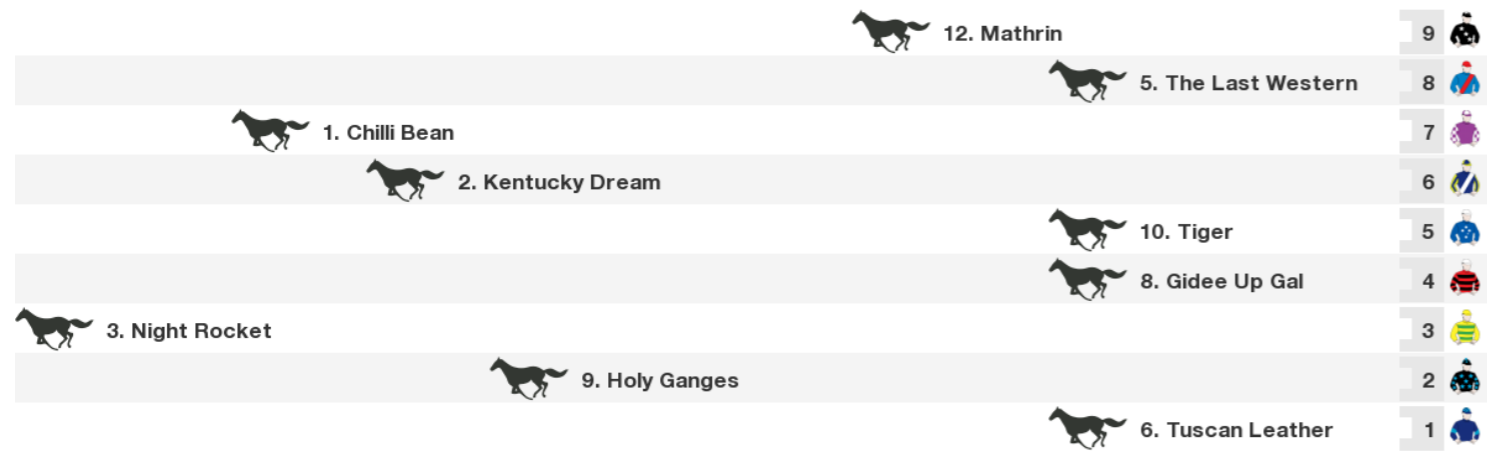 12. Mathrin 9
5. The Last Western 8
1. Chilli Bean 7
2. Kentucky Dream 6
10. Tiger 5
8. Gidee Up Gal 4
3. Night Rocket 3
9. Holy Ganges 2
6. Tuscan Leather 1